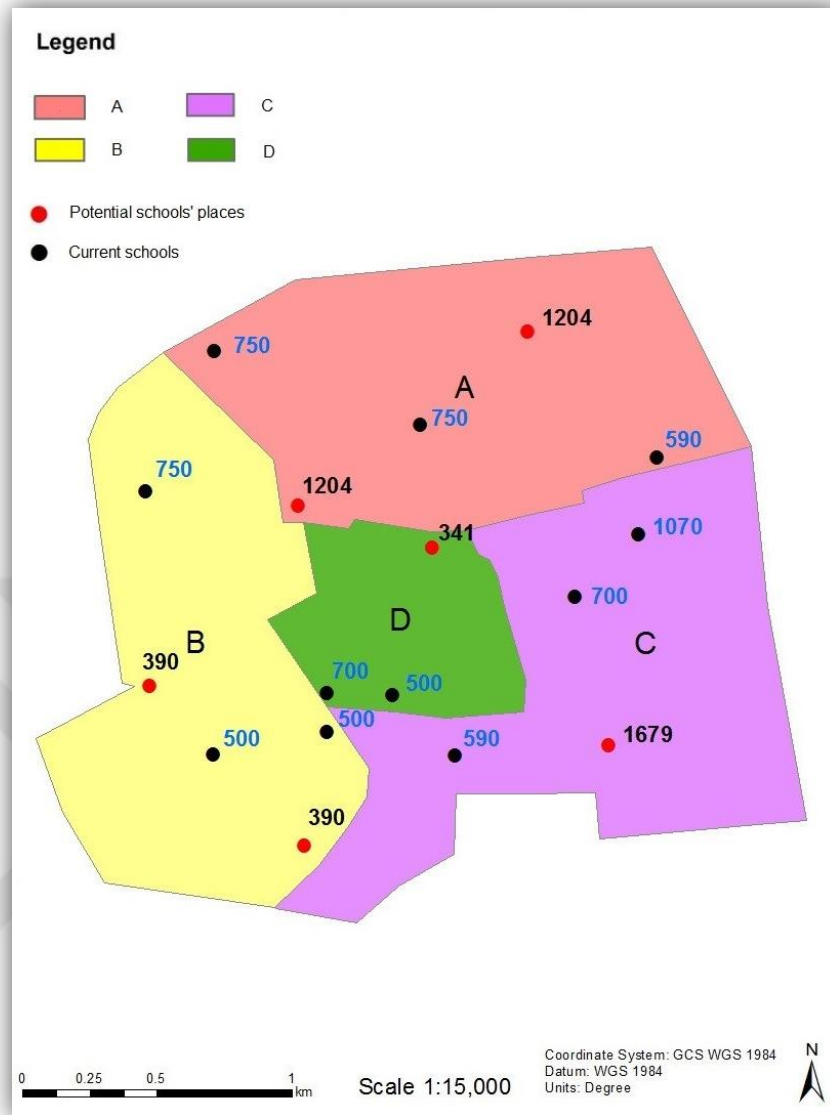 Legend
A C
B D
Potential schools' places
Current schools
1204
750
A
750
590
750
1204
1070
341
700
D
C
B
390
700
500
500
500
590
1679
390
Coordinate System: GCS WGS 1984
Datum: WGS 1984
Units: Degree
N
0 0.25 0.5 1
km
Scale 1:15,000